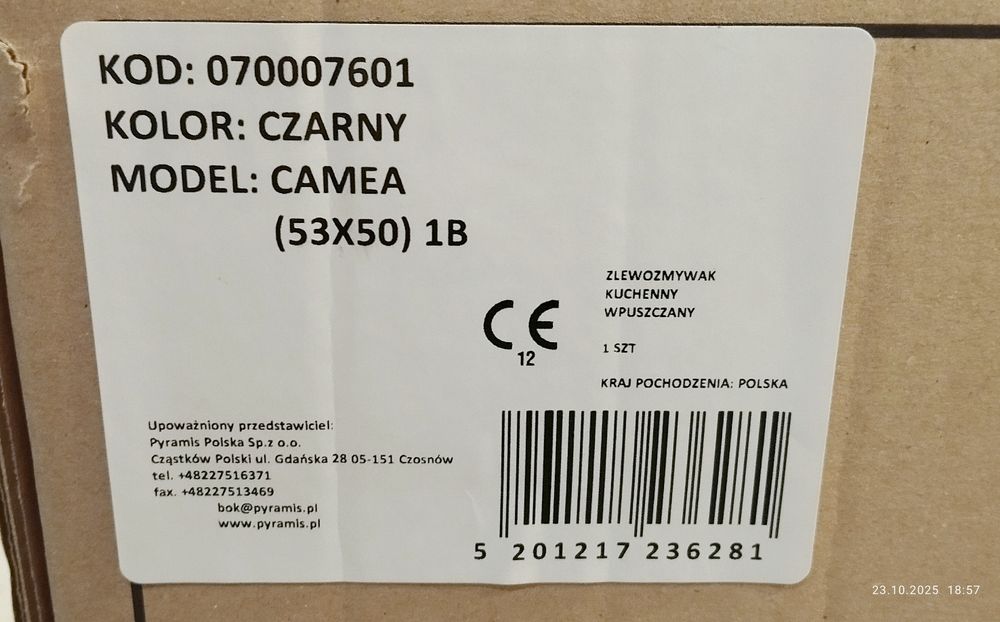 KOD: 070007601
KOLOR: CZARNY
MODEL: CAMEA
(53X50) 1B
ZLEWOZMYWAK
KUCHENNY
WPUSZCZANY
CE
12
1 SZT
KRAJ POCHODZENIA: POLSKA
Upoważniony przedstawiciel:
Pyramis Polska Sp.z o.o.
Cząstków Polski ul. Gdańska 28 05-151 Czosnów
tel. +48227516371
fax. +48227513469
bok@pyramis.pl
www.pyramis.pl
5 201217 236281
23.10.2025 18:57